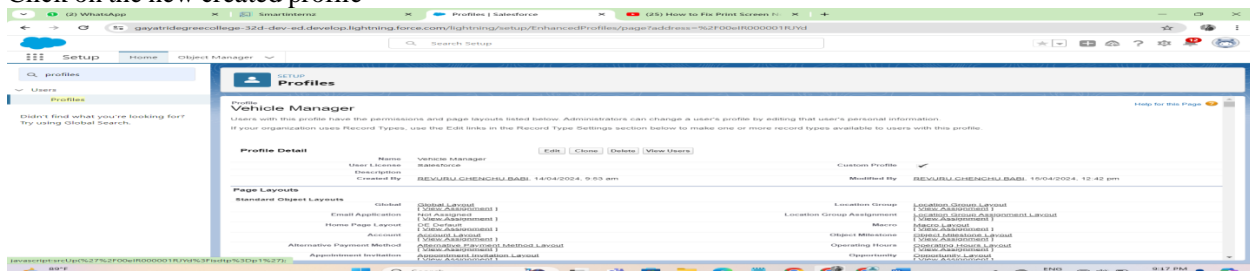 Click on the new created profile
(2) WhatsApp
Smartinternz
Profiles | Salesforce
(25) How to Fix Print Screen N
gayatridegreecollege-32d-dev-ed.develop.lightning.force.com/lightning/setup/EnhancedProfiles/page?address=%2F00eIR000001RJYd
Search Setup
Setup Home Object Manager
profiles
Users
Profiles
Didn't find what you're looking for?
Try using Global Search.
SETUP
Profiles
Profile
Vehicle Manager
Help for this Page
Users with this profile have the permissions and page layouts listed below. Administrators can change a user's profile by editing that user's personal information.
If your organization uses Record Types, use the Edit links in the Record Type Settings section below to make one or more record types available to users with this profile.
Profile Detail Edit Clone Delete View Users
Name Vehicle Manager
User License Salesforce Custom Profile
Description
Created By REVURU CHENCHU BABI, 14/04/2024, 9:53 am Modified By REVURU CHENCHU BABI, 15/04/2024, 12:42 pm
Page Layouts
Standard Object Layouts
Global Global Layout [ View Assignment ] Location Group Location Group Layout [ View Assignment ]
Email Application Not Assigned [ View Assignment ] Location Group Assignment Location Group Assignment Layout [ View Assignment ]
Home Page Layout DE Default [ View Assignment ] Macro Macro Layout [ View Assignment ]
Account Account Layout [ View Assignment ] Object Milestone Object Milestone Layout [ View Assignment ]
Alternative Payment Method Alternative Payment Method Layout [ View Assignment ] Operating Hours Operating Hours Layout [ View Assignment ]
Appointment Invitation Appointment Invitation Layout Opportunity Opportunity Layout
javascript:srcUp(%27%2F00eIR000001RJYd%3Fisdtp%3Dp1%27);
89°F
Search
ENG
9:17 PM